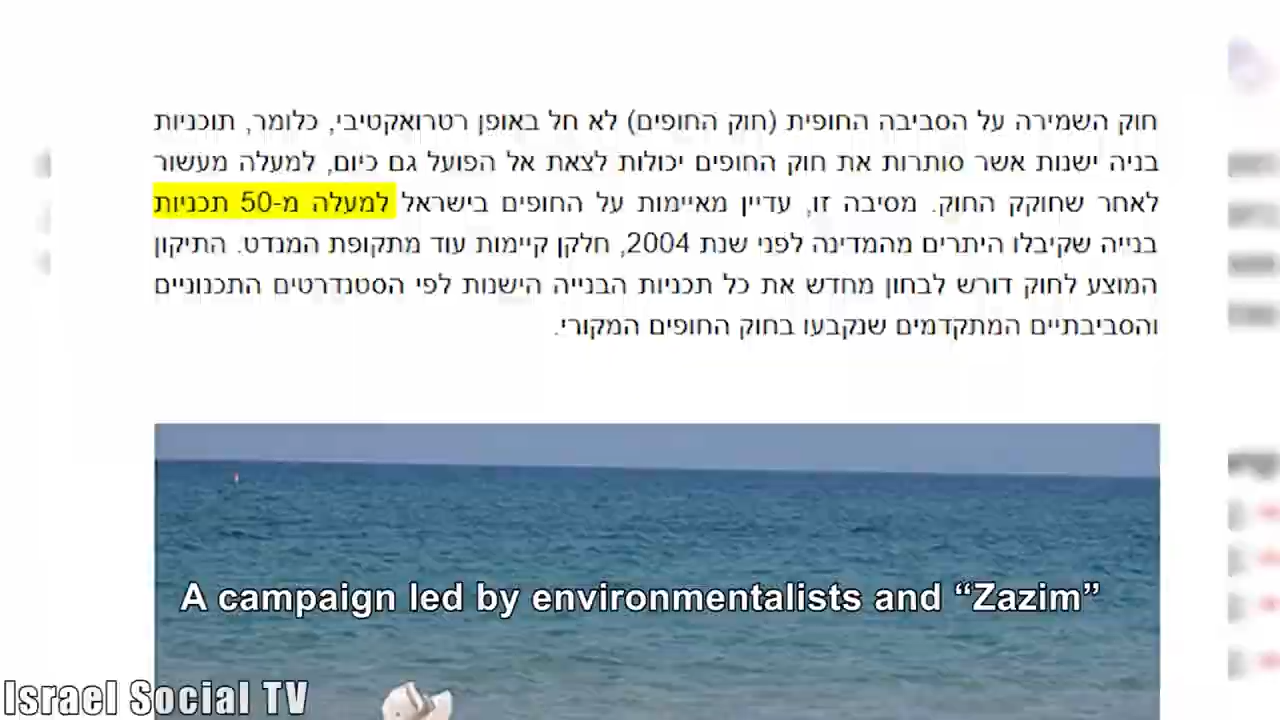 חוק השמירה על הסביבה החופית (חוק החופים) לא חל באופן רטרואקטיבי, כלומר, תוכניות
בניה ישנות אשר סותרות את חוק החופים יכולות לצאת אל הפועל גם כיום, למעלה מעשור
לאחר שחוקק החוק. מסיבה זו, עדיין מאיימות על החופים בישראל למעלה מ-50 תכניות
בנייה שקיבלו היתרים מהמדינה לפני שנת 2004, חלקן קיימות עוד מתקופת המנדט. התיקון
המוצע לחוק דורש לבחון מחדש את כל תכניות הבנייה הישנות לפי הסטנדרטים התכנוניים
והסביבתיים המתקדמים שנקבעו בחוק החופים המקורי.
A campaign led by environmentalists and “Zazim”
Israel Social TV